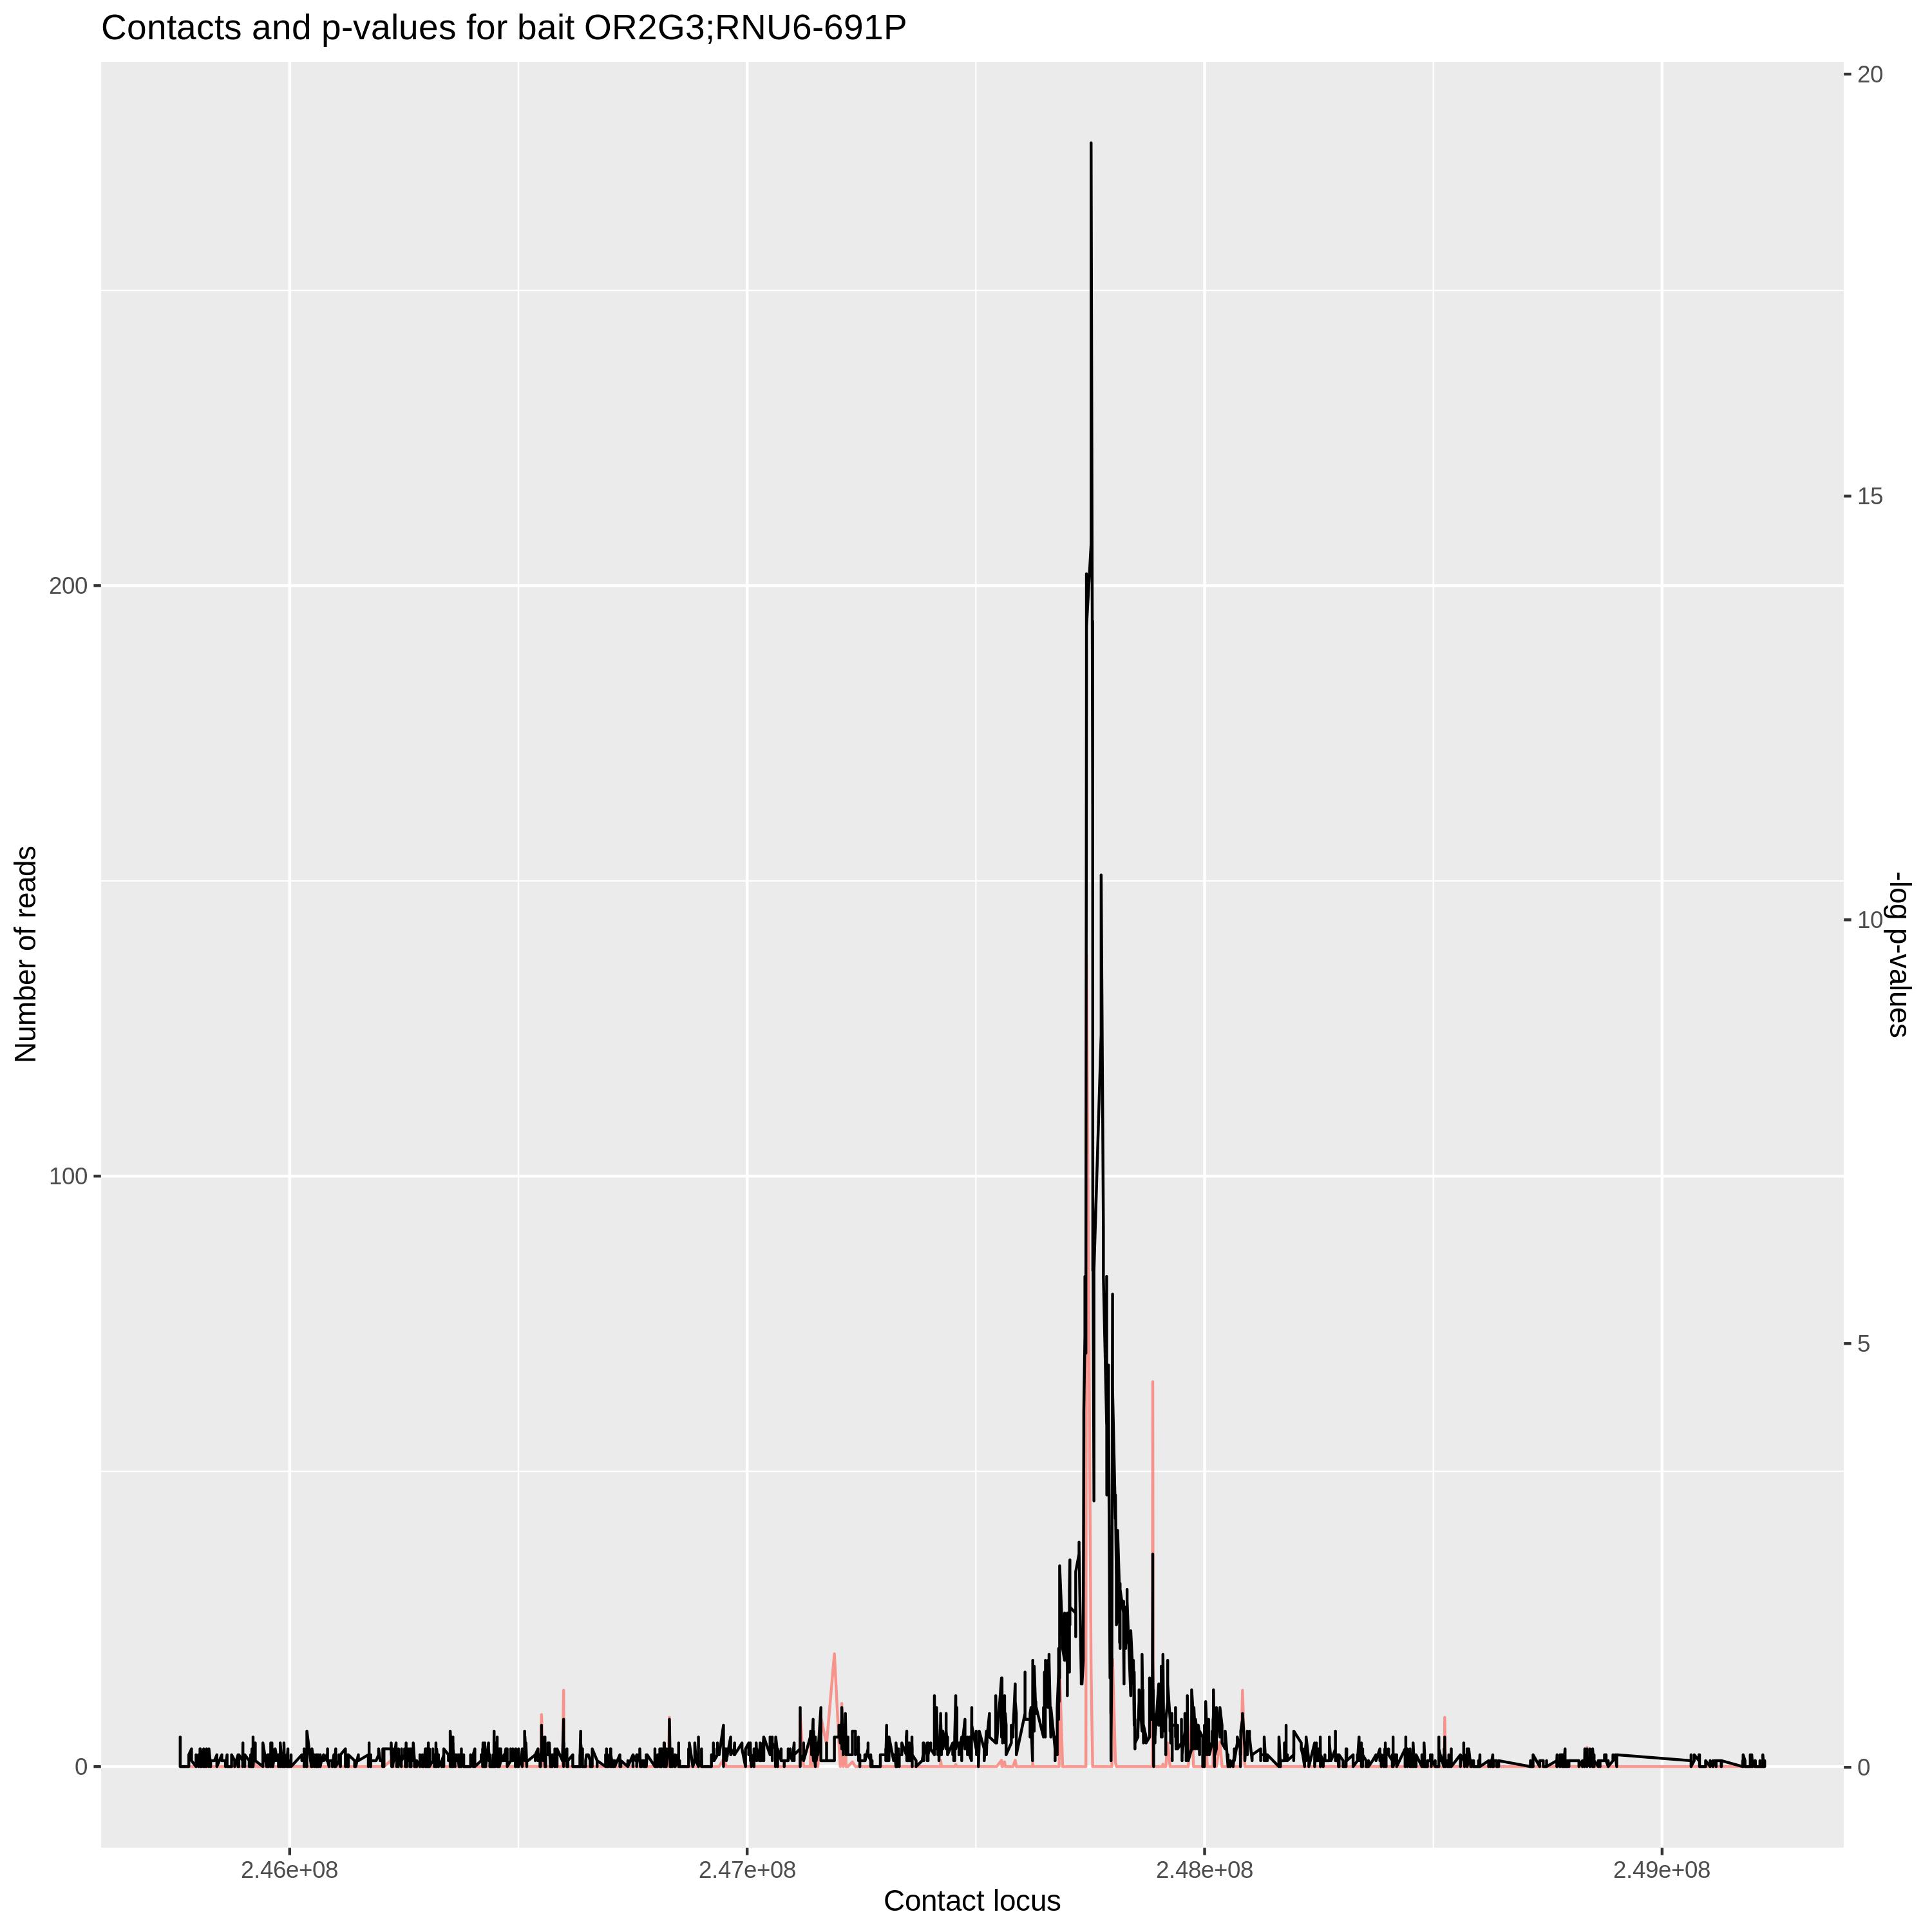 Contacts and p-values for bait OR2G3;RNU6-691P
20
15
10
5
0
-log p-values
200
100
0
Number of reads
2.46e+08 2.47e+08 2.48e+08 2.49e+08
Contact locus